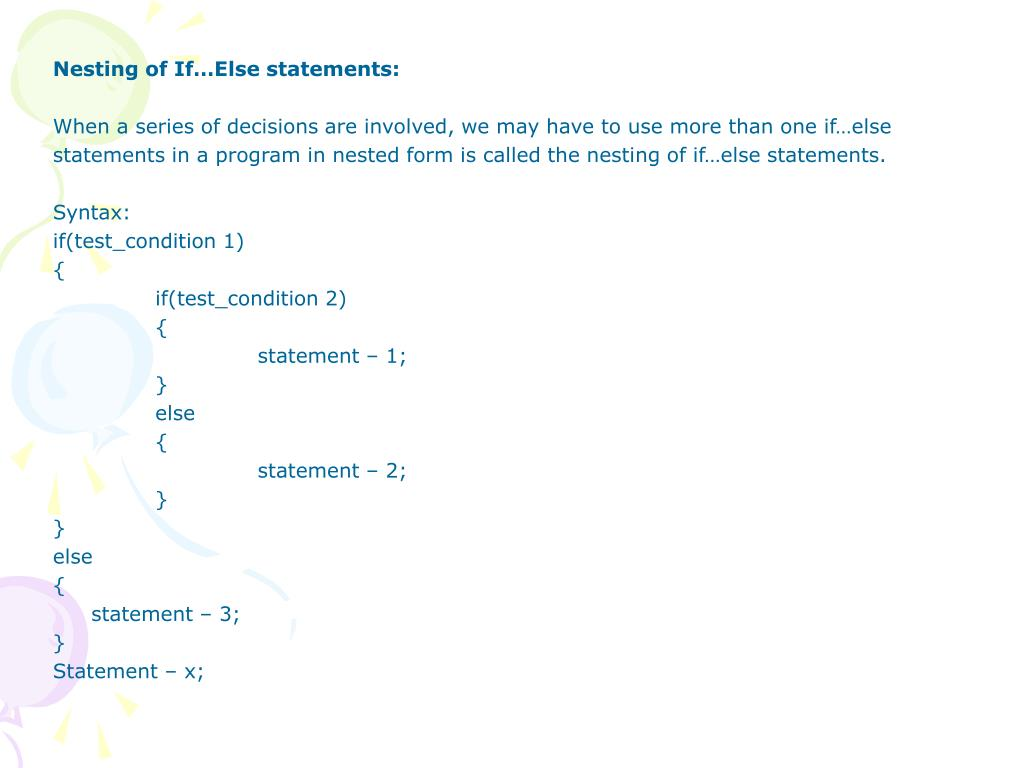 Nesting of If…Else statements:
When a series of decisions are involved, we may have to use more than one if…else
statements in a program in nested form is called the nesting of if…else statements.
Syntax:
if(test_condition 1)
{
if(test_condition 2)
{
statement – 1;
}
else
{
statement – 2;
}
}
else
{
statement – 3;
}
Statement – x;